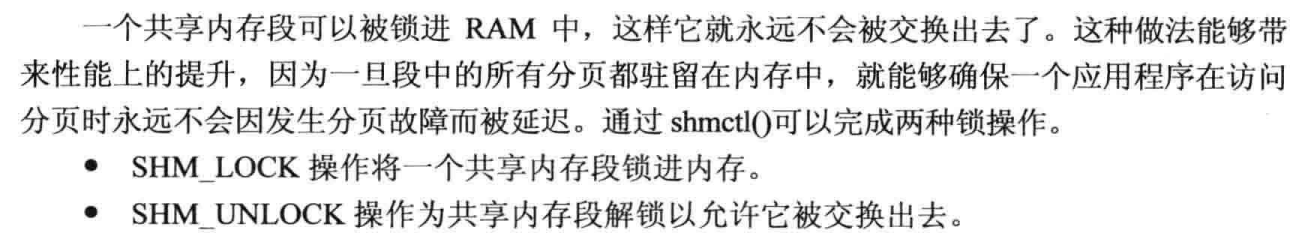 一个共享内存段可以被锁进 RAM 中，这样它就永远不会被交换出去了。这种做法能够带
来性能上的提升，因为一旦段中的所有分页都驻留在内存中，就能够确保一个应用程序在访问
分页时永远不会因发生分页故障而被延迟。通过 shmctl()可以完成两种锁操作。
● SHM_LOCK 操作将一个共享内存段锁进内存。
● SHM_UNLOCK 操作为共享内存段解锁以允许它被交换出去。